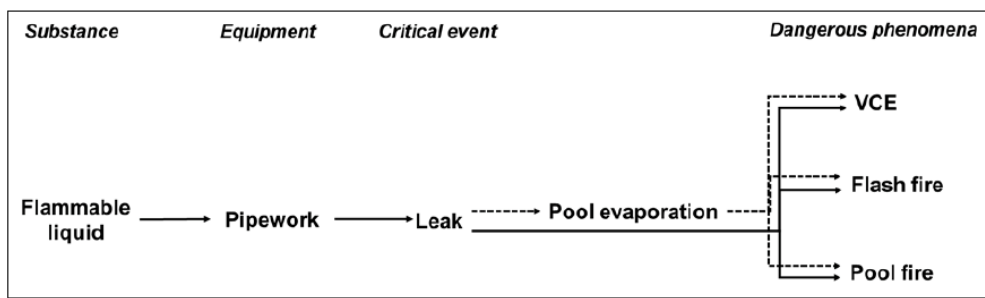 Substance Equipment Critical event Dangerous phenomena
VCE
Flash fire
Flammable
liquid
Pipework
Leak
Pool evaporation
Pool fire